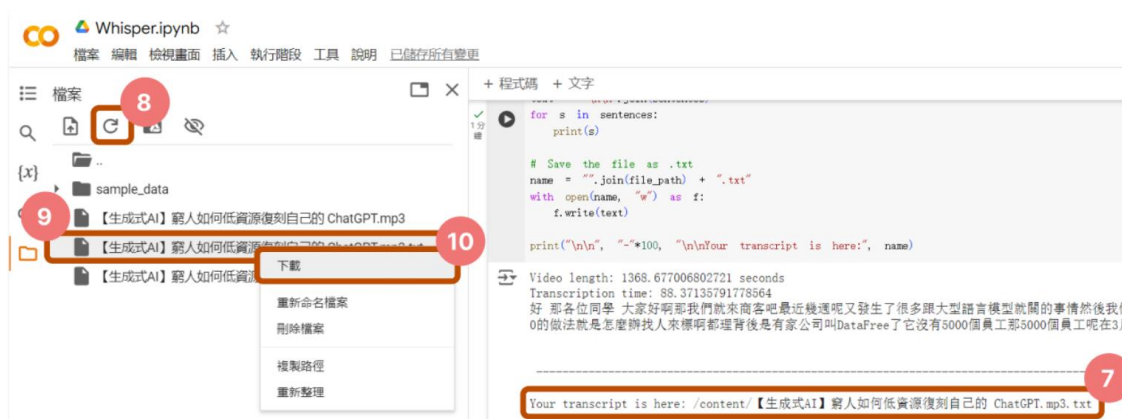 Whisper.ipynb
檔案 編輯 檢視畫面 插入 執行階段 工具 說明 已儲存所有變更
檔案
8
{x}
..
sample_data
9
【生成式AI】窮人如何低資源復刻自己的 ChatGPT.mp3
【生成式AI】窮人如何低資源復刻自己的 ChatGPT.mp3.txt
10
【生成式AI】窮人如何低資
下載
重新命名檔案
刪除檔案
複製路徑
重新整理
+ 程式碼 + 文字
1分鐘
for s in sentences:
print(s)
# Save the file as .txt
name = "".join(file_path) + ".txt"
with open(name, "w") as f:
f.write(text)
print("\n\n", "-"*100, "\n\nYour transcript is here:", name)
Video length: 1368.677006802721 seconds
Transcription time: 88.37135791778564
好 那各位同學 大家好啊那我們就來商客吧最近幾週呢又發生了很多跟大型語言模型就關的事情然後我
0的做法就是怎麼辦找人來標啊都理背後是有家公司叫DataFree了它沒有5000個員工那5000個員工呢在3
----------------------------------------------------------------------------------------------------
7
Your transcript is here: /content/【生成式AI】窮人如何低資源復刻自己的 ChatGPT.mp3.txt